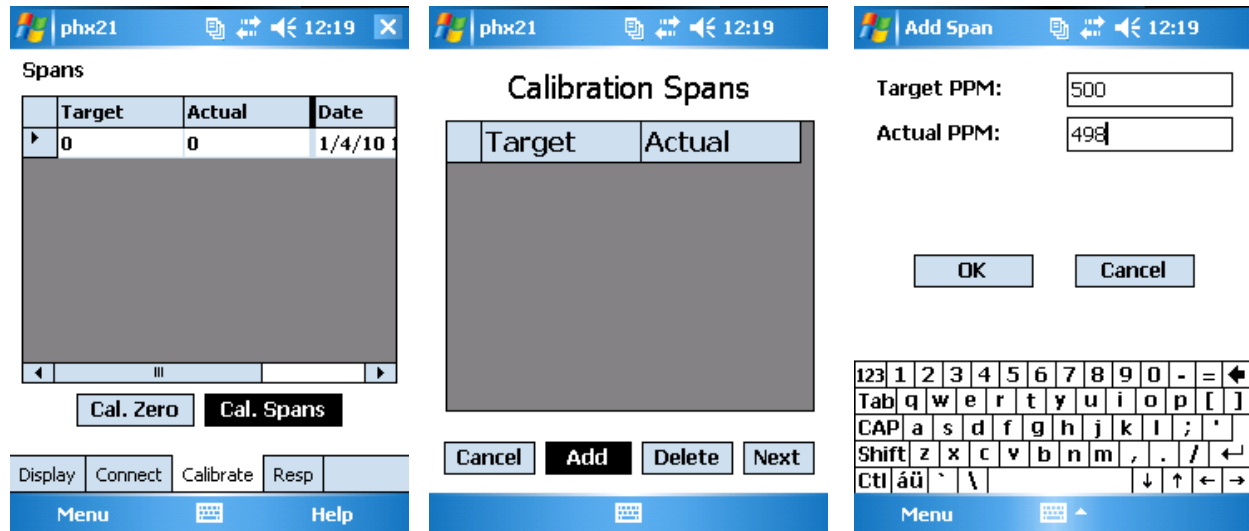 phx21 12:19
Spans
Target Actual Date
0 0 1/4/10
Cal. Zero Cal. Spans
Display Connect Calibrate Resp
Menu Help
phx21 12:19
Calibration Spans
Target Actual
Cancel Add Delete Next
Add Span 12:19
Target PPM: 500
Actual PPM: 498
OK Cancel
123 1 2 3 4 5 6 7 8 9 0 - =
Tab q w e r t y u i o p [ ]
CAP a s d f g h j k l ; '
Shift z x c v b n m , . /
Ctl áü ` \
Menu